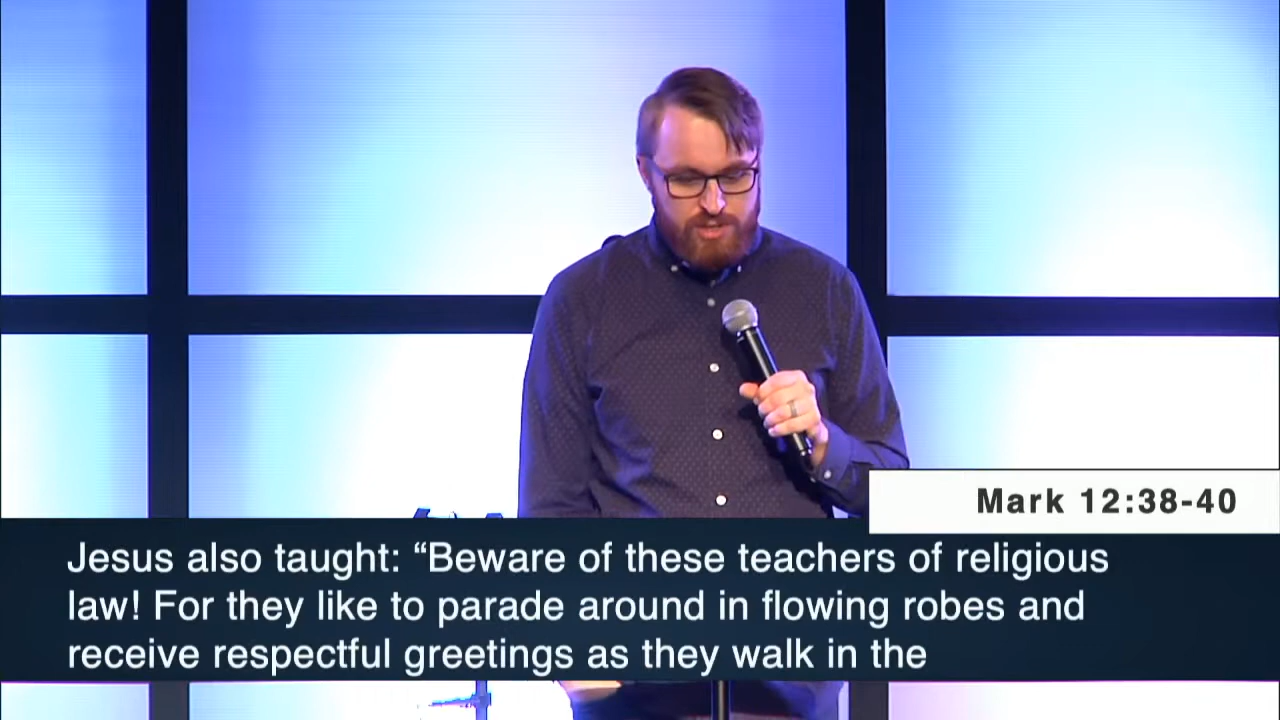 Mark 12:38-40
Jesus also taught: “Beware of these teachers of religious
law! For they like to parade around in flowing robes and
receive respectful greetings as they walk in the